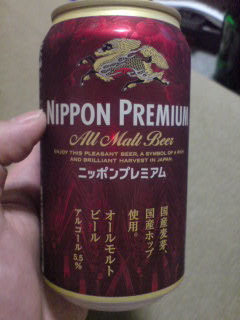 NIPPON PREMIUM
All Malt Beer
ENJOY THIS PLEASANT BEER, A SYMBOL OF A RICH
AND BRILLIANT HARVEST IN JAPAN
ニッポンプレミアム
国産麦芽、
国産ホップ
使用。
オールモルト
ビール
アルコール5.5%